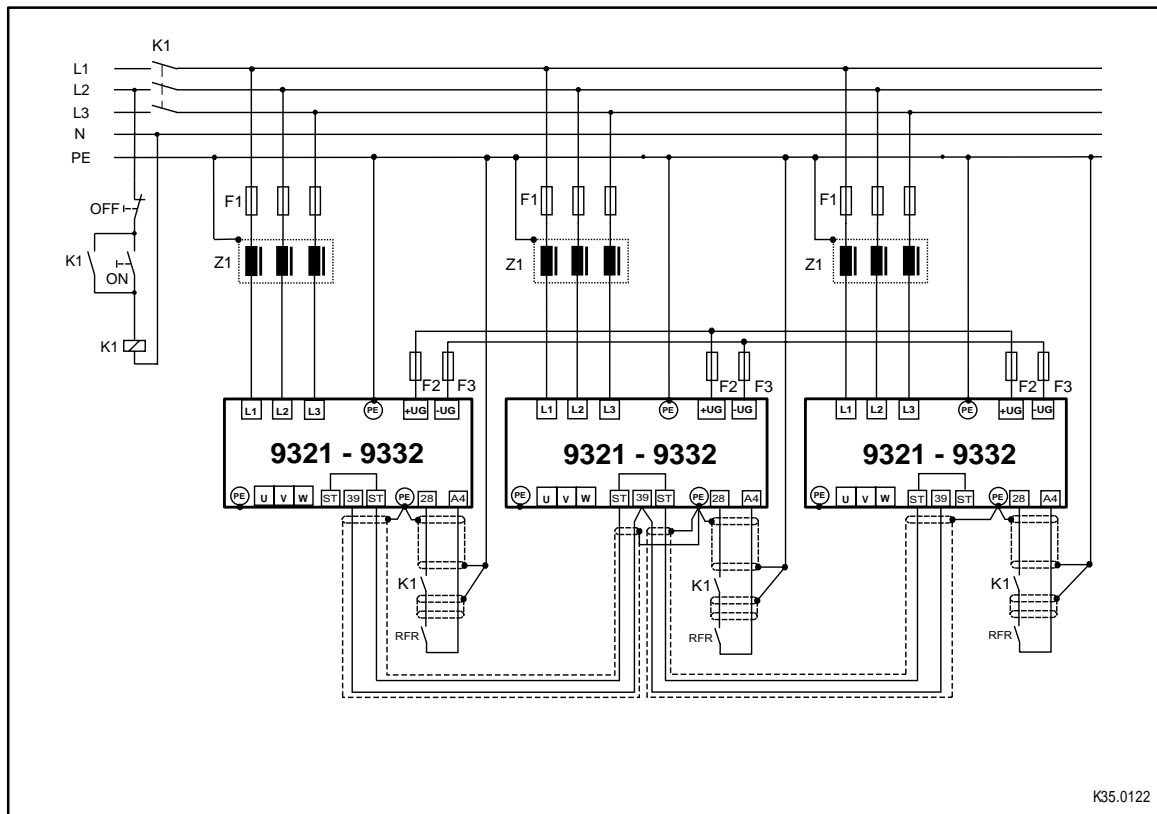 K1
L1
L2
L3
N
PE
OFF
K1
ON
K1
F1
F1
F1
Z1
Z1
Z1
F2 F3
F2 F3
F2 F3
L1 L2 L3 PE +UG -UG
L1 L2 L3 PE +UG -UG
L1 L2 L3 PE +UG -UG
9321 - 9332
9321 - 9332
9321 - 9332
PE U V W ST 39 ST PE 28 A4
PE U V W ST 39 ST PE 28 A4
PE U V W ST 39 ST PE 28 A4
K1
K1
K1
RFR
RFR
RFR
K35.0122